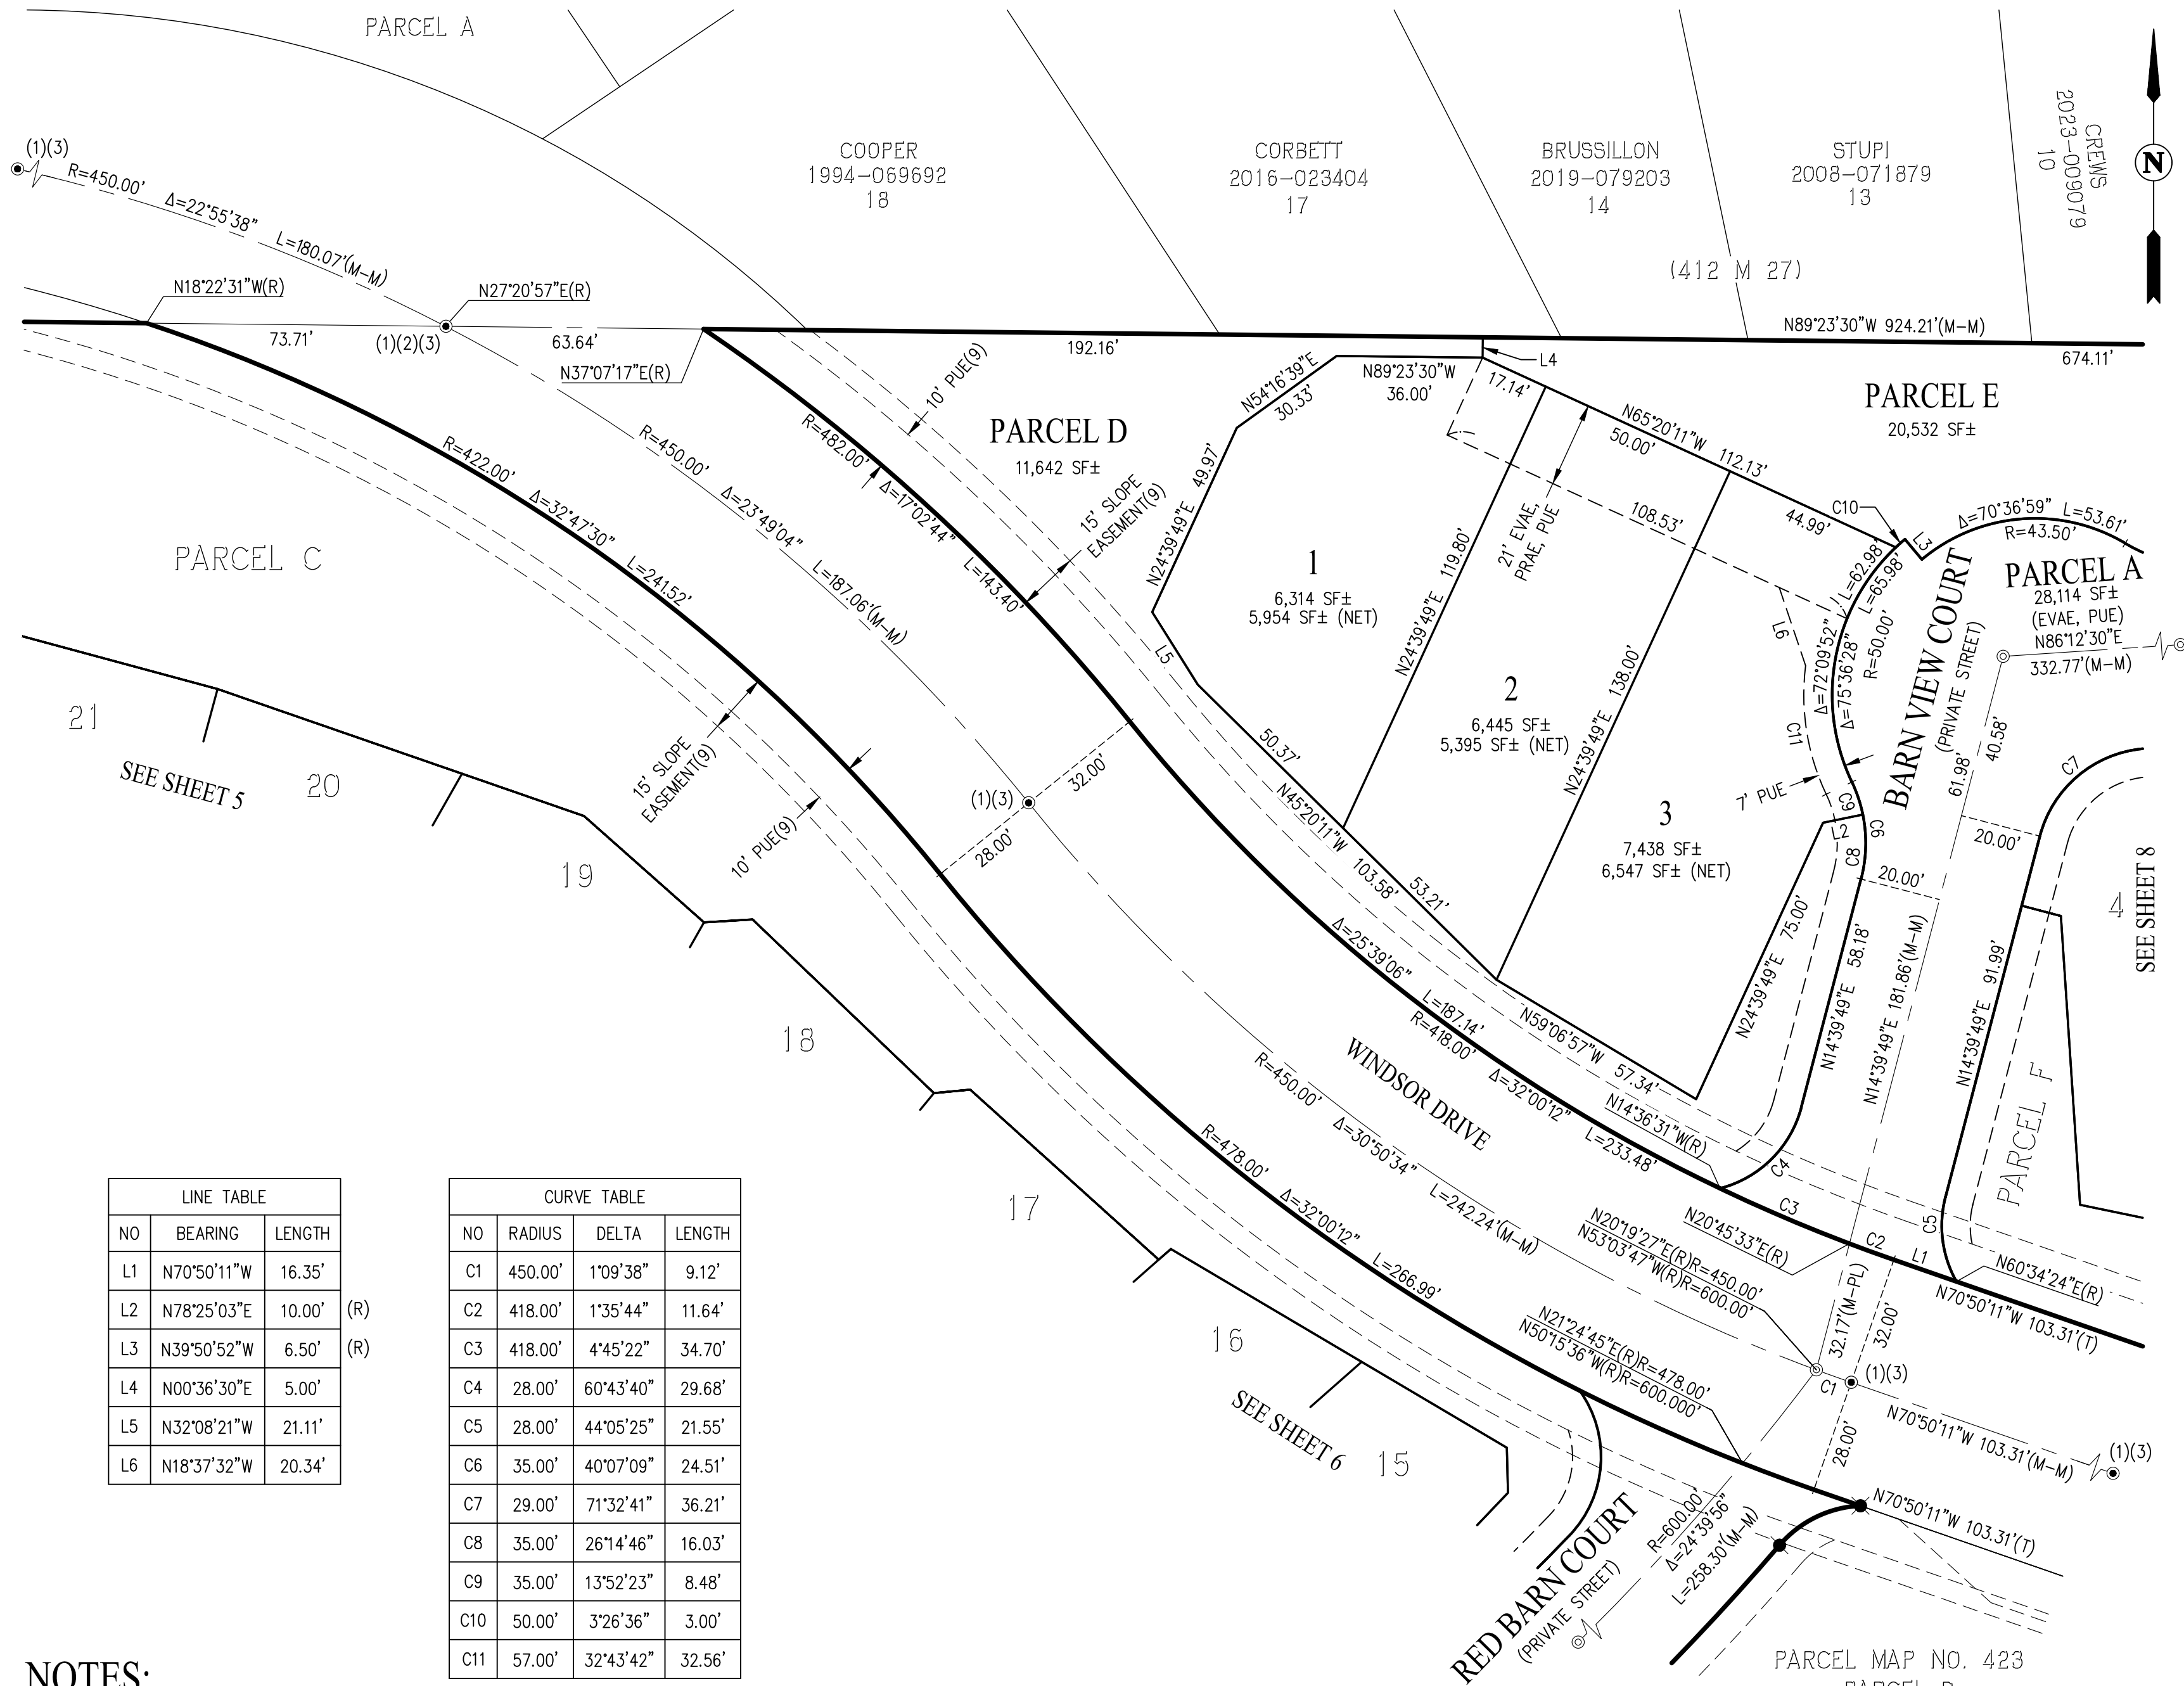 PARCEL A
COOPER
1994-069692
18
CORBETT
2016-023404
17
BRUSSILLON
2019-079203
14
STUPI
2008-071879
13
CREWS
2023-009079
10
N
(412 M 27)
(1)(3)
R=450.00'
Δ=22°55'38"
L=180.07'(M-M)
N18°22'31"W(R)
N27°20'57"E(R)
73.71'
(1)(2)(3)
63.64'
N37°07'17"E(R)
192.16'
N89°23'30"W 924.21'(M-M)
674.11'
L4
10' PUE(9)
PARCEL D
11,642 SF±
N54°16'39"E
30.33'
N89°23'30"W
36.00'
17.14'
N65°20'11"W 112.13'
50.00'
44.99'
PARCEL E
20,532 SF±
R=422.00'
Δ=32°47'30"
L=241.52'
R=450.00'
Δ=23°49'04"
L=187.06'(M-M)
R=482.00'
Δ=17°02'44"
L=143.40'
15' SLOPE
EASEMENT(9)
N24°39'49"E 49.97'
L5
1
6,314 SF±
5,954 SF± (NET)
N24°39'49"E 119.80'
21' EVAE,
PRAE, PUE
108.53'
2
6,445 SF±
5,395 SF± (NET)
N24°39'49"E 138.00'
3
7,438 SF±
6,547 SF± (NET)
C10
L3
Δ=70°36'59" L=53.61'
R=43.50'
L=62.98'
L=65.98'
Δ=72°09'52"
Δ=75°36'28"
R=50.00'
L6
C11
7' PUE
C9
C6
L2
C8
BARN VIEW COURT
(PRIVATE STREET)
PARCEL A
28,114 SF±
(EVAE, PUE)
N86°12'30"E
332.77'(M-M)
61.98'
40.58'
C7
20.00'
20.00'
4
SEE SHEET 8
PARCEL C
21
SEE SHEET 5
20
19
18
17
16
15
SEE SHEET 6
15' SLOPE
EASEMENT(9)
10' PUE(9)
(1)(3)
32.00'
28.00'
50.37'
N45°20'11"W 103.58'
53.21'
N24°39'49"E 75.00'
N14°39'49"E 58.18'
N14°39'49"E 181.86'(M-M)
N14°39'49"E 91.99'
PARCEL F
Δ=25°39'06"
L=187.14'
R=418.00'
Δ=32°00'12"
L=233.48'
N59°06'57"W 57.34'
N14°36'31"W(R)
C4
C3
C2
L1
C5
N60°34'24"E(R)
N70°50'11"W 103.31'(T)
WINDSOR DRIVE
R=450.00'
Δ=30°50'34"
L=242.24'(M-M)
R=478.00'
Δ=32°00'12"
L=266.99'
N20°45'33"E(R)
N20°19'27"E(R)R=450.00'
N53°03'47"W(R)R=600.00'
N21°24'45"E(R)R=478.00'
N50°15'36"W(R)R=600.000'
32.17'(M-PL)
32.00'
C1
(1)(3)
28.00'
N70°50'11"W 103.31'(M-M)
(1)(3)
N70°50'11"W 103.31'(T)
RED BARN COURT
(PRIVATE STREET)
R=600.00'
Δ=24°39'56"
L=258.30'(M-M)
PARCEL MAP NO. 423
LINE TABLE
NO BEARING LENGTH
L1 N70°50'11"W 16.35'
L2 N78°25'03"E 10.00' (R)
L3 N39°50'52"W 6.50' (R)
L4 N00°36'30"E 5.00'
L5 N32°08'21"W 21.11'
L6 N18°37'32"W 20.34'
CURVE TABLE
NO RADIUS DELTA LENGTH
C1 450.00' 1°09'38" 9.12'
C2 418.00' 1°35'44" 11.64'
C3 418.00' 4°45'22" 34.70'
C4 28.00' 60°43'40" 29.68'
C5 28.00' 44°05'25" 21.55'
C6 35.00' 40°07'09" 24.51'
C7 29.00' 71°32'41" 36.21'
C8 35.00' 26°14'46" 16.03'
C9 35.00' 13°52'23" 8.48'
C10 50.00' 3°26'36" 3.00'
C11 57.00' 32°43'42" 32.56'
NOTES: